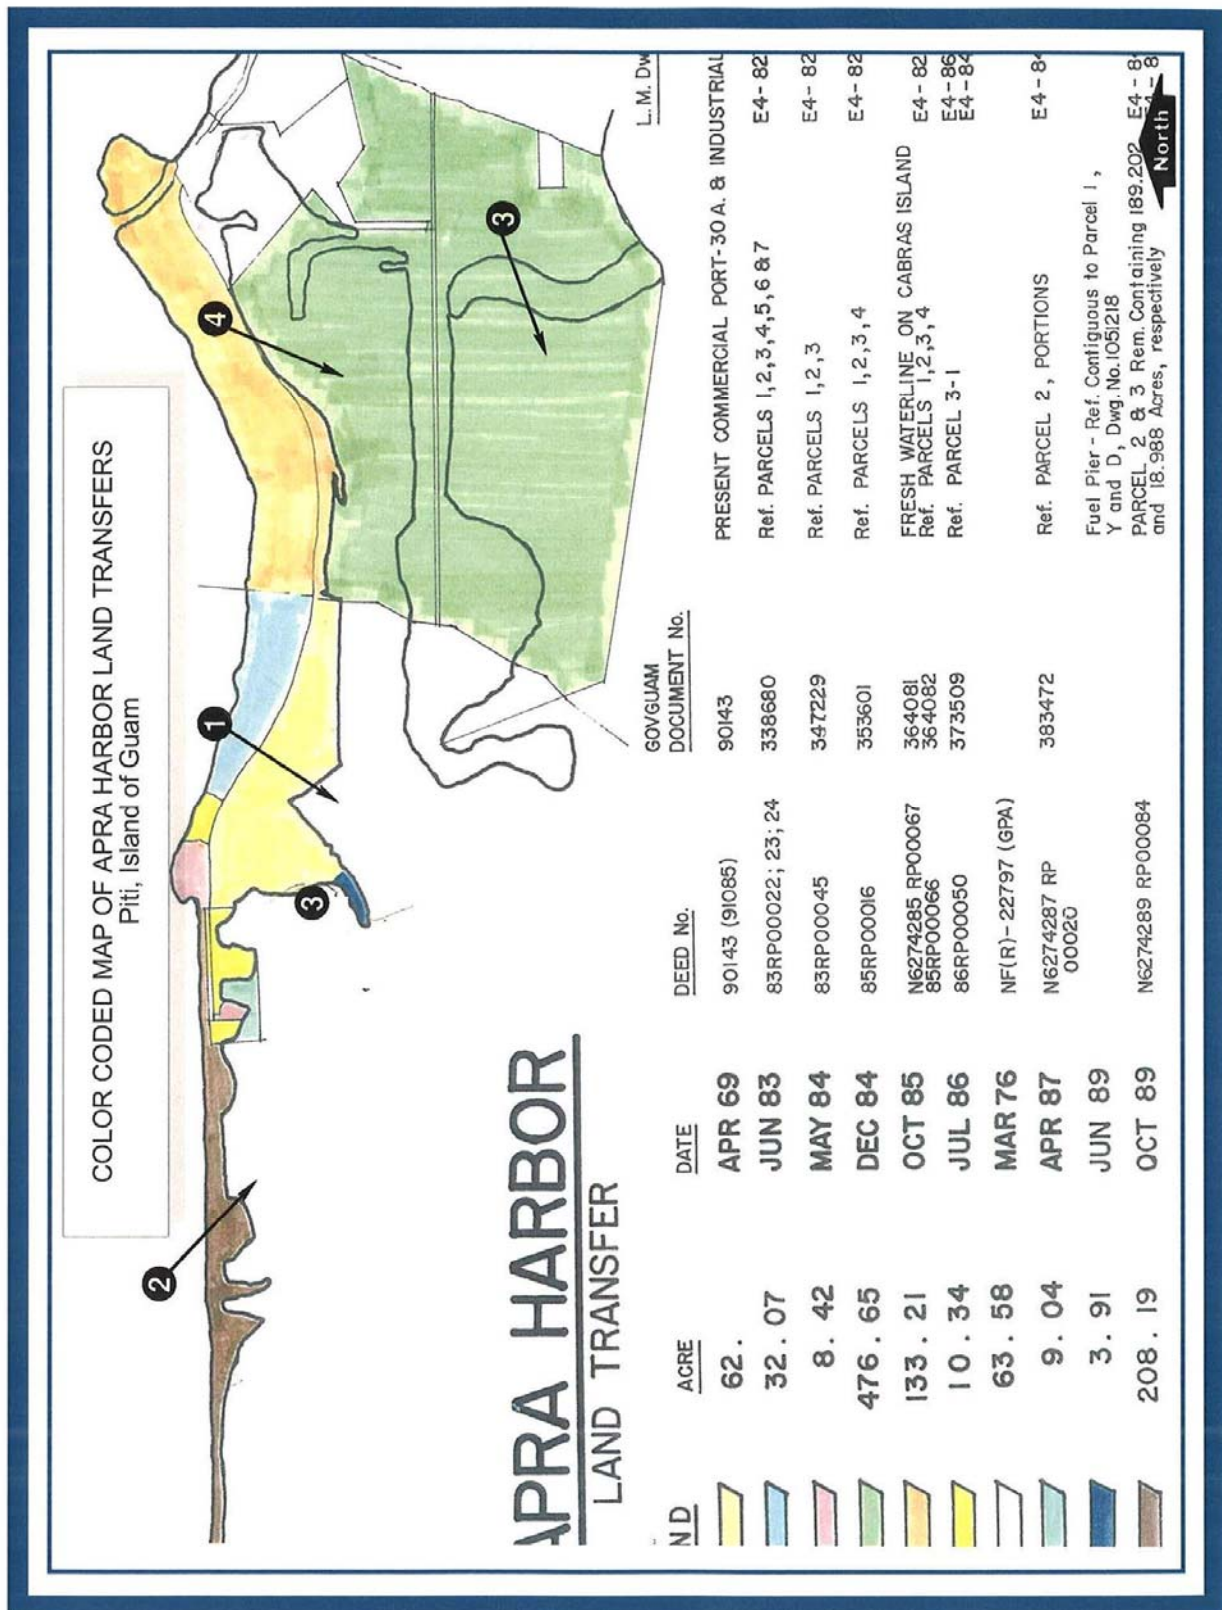 COLOR CODED MAP OF APRA HARBOR LAND TRANSFERS
Piti, Island of Guam
1
2
3
3
4
APRA HARBOR
LAND TRANSFER
ND ACRE DATE DEED No. GOVGUAM DOCUMENT No. L.M. Dw
62. APR 69 90143 (91085) 90143 PRESENT COMMERCIAL PORT-30 A. & INDUSTRIAL
32.07 JUN 83 83RP00022; 23; 24 338680 Ref. PARCELS 1,2,3,4,5,6 & 7 E4-82
8.42 MAY 84 83RP00045 347229 Ref. PARCELS 1,2,3 E4-82
476.65 DEC 84 85RP00016 353601 Ref. PARCELS 1,2,3,4 E4-82
133.21 OCT 85 N6274285 RP00067 364081 FRESH WATERLINE ON CABRAS ISLAND
85RP00066 364082 Ref. PARCELS 1,2,3,4 E4-82
10.34 JUL 86 86RP00050 373509 Ref. PARCEL 3-1 E4-86
E4-84
63.58 MAR 76 NF(R)-22797 (GPA)
9.04 APR 87 N6274287 RP 00020 383472 Ref. PARCEL 2, PORTIONS E4-84
3.91 JUN 89 Fuel Pier - Ref. Contiguous to Parcel 1,
Y and D, Dwg. No. 1051218
208.19 OCT 89 N6274289 RP00084 PARCEL 2 & 3 Rem. Containing 189.202 E4-8
and 18.988 Acres, respectively
North